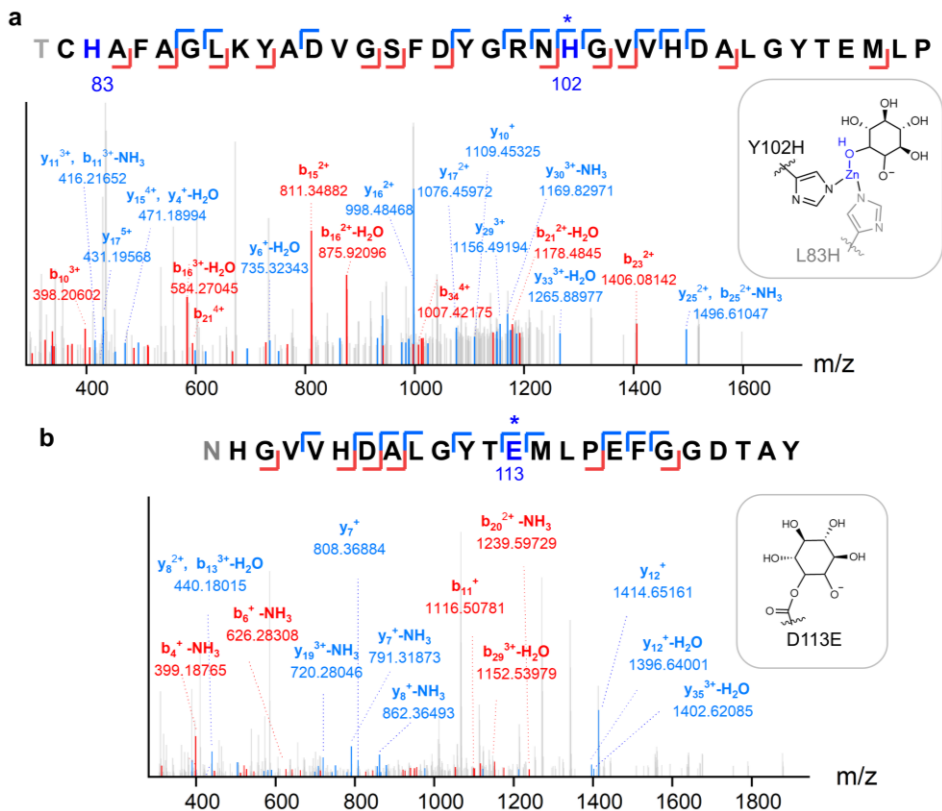 a
*
TCHAFAGLKYADVGSFDYGRNHGVVHDALGYTEMLP
83 102
y11^3+, b11^3+-NH3
416.21652
y15^4+, y4^+-H2O
471.18994
y17^5+
431.19568
b10^3+
398.20602
b16^3+-H2O
584.27045
b21^4+
y6^+-H2O
735.32343
b15^2+
811.34882
b16^2+-H2O
875.92096
y16^2+
998.48468
y17^2+
1076.45972
y10^+
1109.45325
y30^3+-NH3
1169.82971
y29^3+
1156.49194
b34^4+
1007.42175
b21^2+-H2O
1178.4845
y33^3+-H2O
1265.88977
b23^2+
1406.08142
y25^2+, b25^2+-NH3
1496.61047
400 600 800 1000 1200 1400 1600 m/z
OH
HO OH
H
O OH
O-
Y102H
Zn
N N
N H N H
L83H
b
*
NHGVVHDALGYTEMLPEFGGDTAY
113
y8^2+, b13^3+-H2O
440.18015
b4^+ -NH3
399.18765
b6^+ -NH3
626.28308
y19^3+-NH3
720.28046
y7^+
808.36884
y7^+-NH3
791.31873
y8^+-NH3
862.36493
b11^+
1116.50781
b20^2+ -NH3
1239.59729
b29^3+-H2O
1152.53979
y12^+
1414.65161
y12^+-H2O
1396.64001
y35^3+-H2O
1402.62085
400 600 800 1000 1200 1400 1600 1800 m/z
HO OH
HO OH
O O-
O
D113E